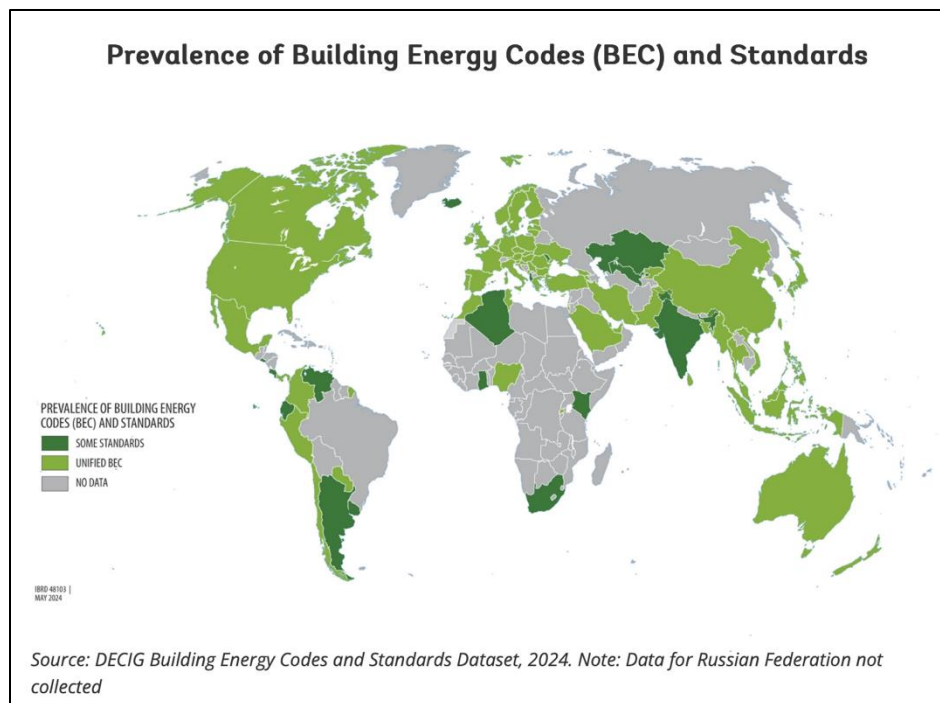 Prevalence of Building Energy Codes (BEC) and Standards
PREVALENCE OF BUILDING ENERGY
CODES (BEC) AND STANDARDS
SOME STANDARDS
UNIFIED BEC
NO DATA
IBRD 48103 |
MAY 2024
Source: DECIG Building Energy Codes and Standards Dataset, 2024. Note: Data for Russian Federation not
collected